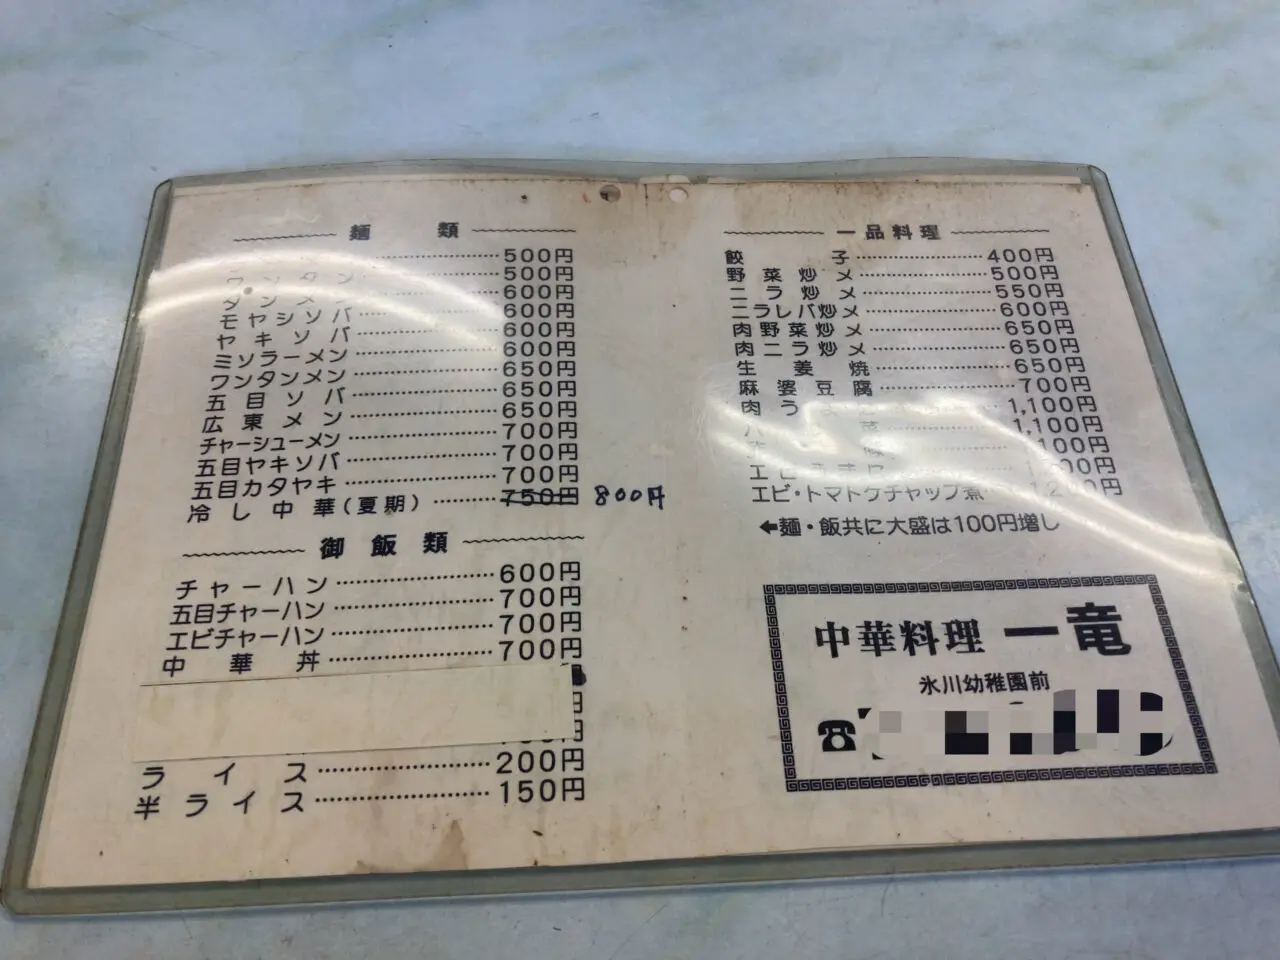 麺類
500円
ワンタン 500円
タンメン 600円
モヤシソバ 600円
ヤキソバ 600円
ミソラーメン 600円
ワンタンメン 650円
五目ソバ 650円
広東メン 650円
チャーシューメン 700円
五目ヤキソバ 700円
五目カタヤキ 700円
冷し中華(夏期) 750円 800円
御飯類
チャーハン 600円
五目チャーハン 700円
エビチャーハン 700円
中華丼 700円
ライス 200円
半ライス 150円
一品料理
餃子 400円
野菜炒メ 500円
ニラ炒メ 550円
ニラレバ炒メ 600円
肉野菜炒メ 650円
肉ニラ炒メ 650円
生姜焼 650円
麻婆豆腐 700円
1,100円
1,100円
エビ・トマトケチャップ煮
←麺・飯共に大盛は100円増し
中華料理 一竜
氷川幼稚園前
☎